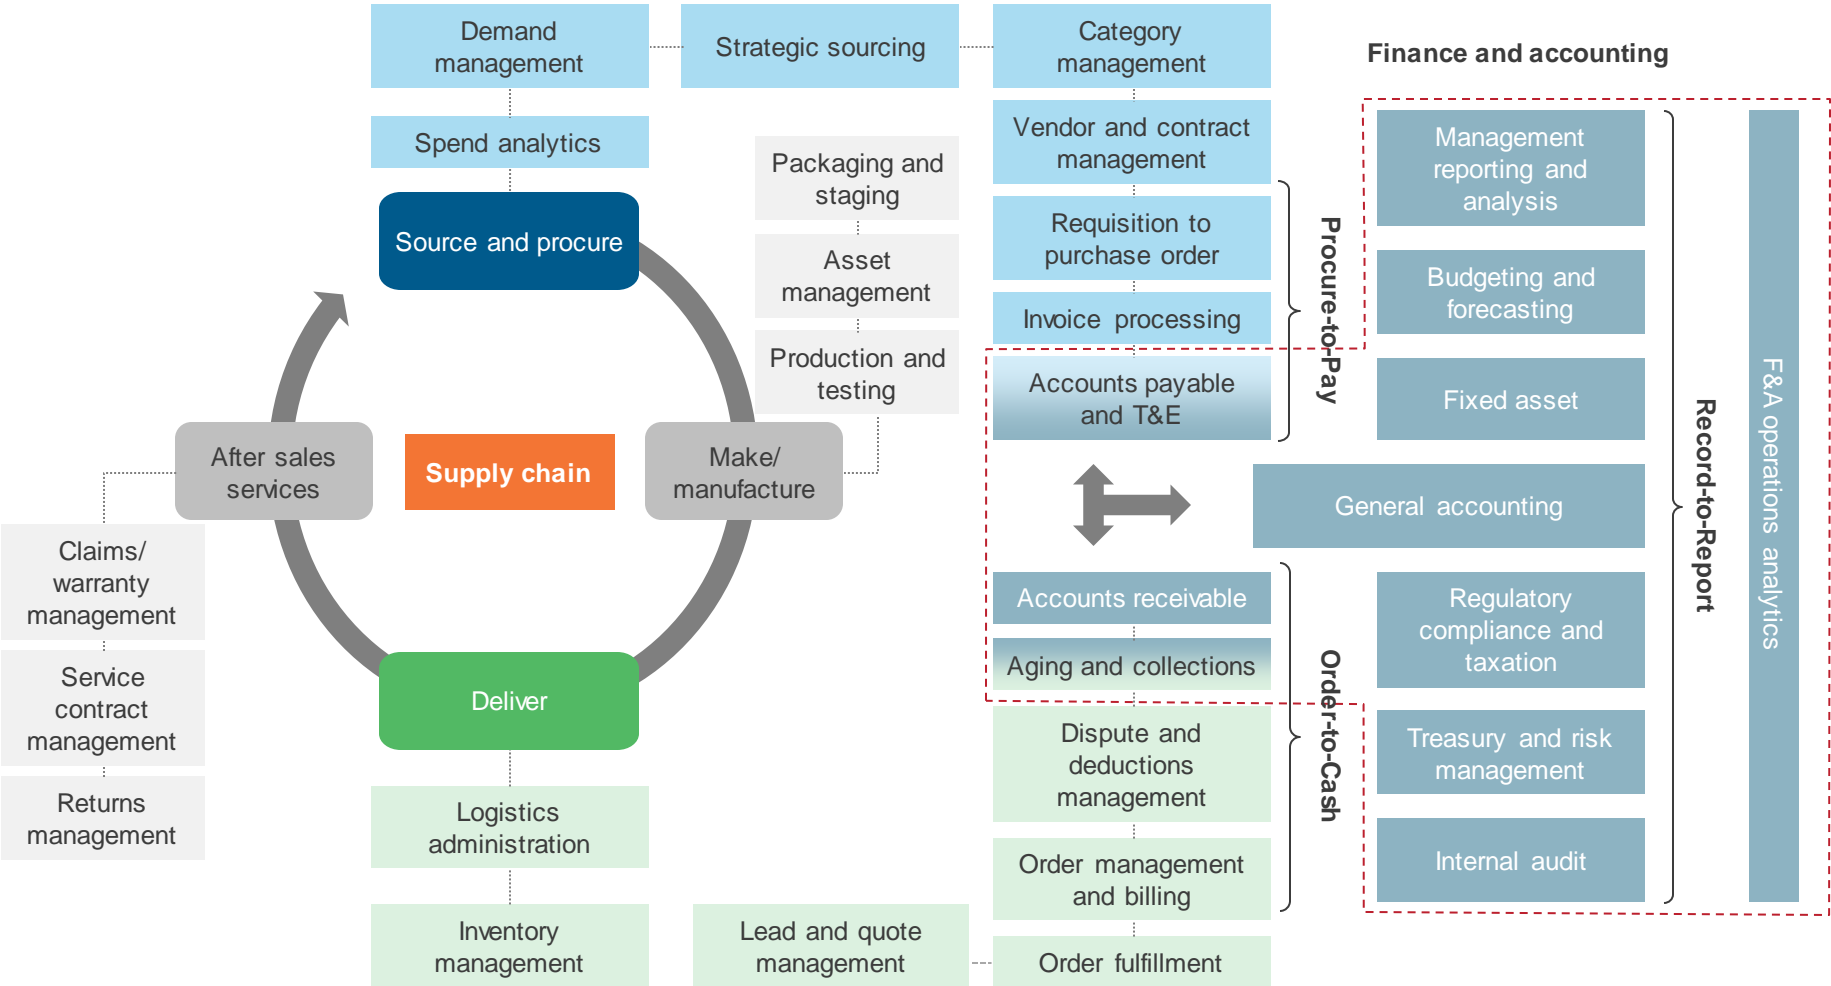 Demand
management
Strategic sourcing
Category
management
Finance and accounting
Spend analytics
Source and procure
Packaging and
staging
Asset
management
Production and
testing
Make/
manufacture
After sales
services
Supply chain
Claims/
warranty
management
Service
contract
management
Returns
management
Deliver
Logistics
administration
Inventory
management
Lead and quote
management
Vendor and contract
management
Requisition to
purchase order
Invoice processing
Accounts payable
and T&E
Procure-to-Pay
Accounts receivable
Aging and collections
Dispute and
deductions
management
Order management
and billing
Order fulfillment
Order-to-Cash
Management
reporting and
analysis
Budgeting and
forecasting
Fixed asset
General accounting
Regulatory
compliance and
taxation
Treasury and risk
management
Internal audit
Record-to-Report
F&A operations analytics